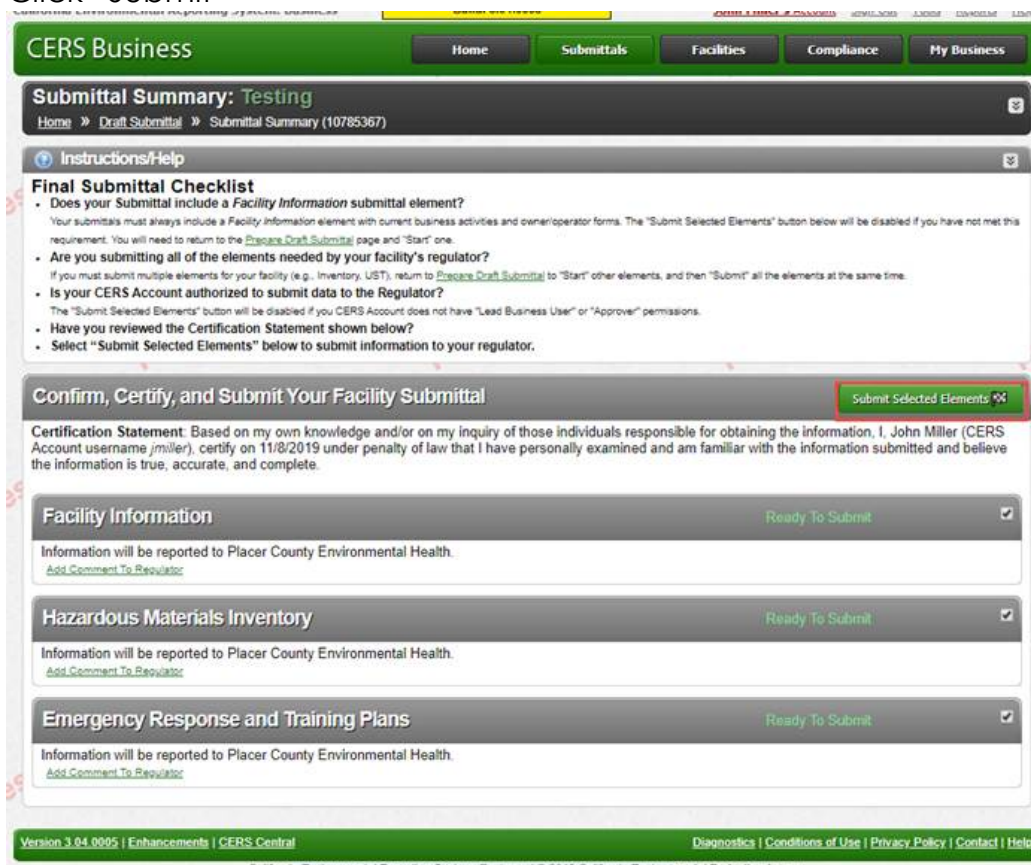 California Environmental Reporting System: Business
John Miller's Account Sign Out Tools Reports
CERS Business
Home Submittals Facilities Compliance My Business
Submittal Summary: Testing
Home » Draft Submittal » Submittal Summary (10785367)
Instructions/Help
Final Submittal Checklist
• Does your Submittal include a Facility Information submittal element?
Your submittals must always include a Facility Information element with current business activities and owner/operator forms. The "Submit Selected Elements" button below will be disabled if you have not met this
requirement. You will need to return to the Prepare Draft Submittal page and "Start" one.
• Are you submitting all of the elements needed by your facility's regulator?
If you must submit multiple elements for your facility (e.g., Inventory, UST), return to Prepare Draft Submittal to "Start" other elements, and then "Submit" all the elements at the same time.
• Is your CERS Account authorized to submit data to the Regulator?
The "Submit Selected Elements" button will be disabled if you CERS Account does not have "Lead Business User" or "Approver" permissions.
• Have you reviewed the Certification Statement shown below?
• Select "Submit Selected Elements" below to submit information to your regulator.
Confirm, Certify, and Submit Your Facility Submittal
Submit Selected Elements
Certification Statement: Based on my own knowledge and/or on my inquiry of those individuals responsible for obtaining the information, I, John Miller (CERS
Account username jmiller), certify on 11/8/2019 under penalty of law that I have personally examined and am familiar with the information submitted and believe
the information is true, accurate, and complete.
Facility Information Ready To Submit
Information will be reported to Placer County Environmental Health.
Add Comment To Regulator
Hazardous Materials Inventory Ready To Submit
Information will be reported to Placer County Environmental Health.
Add Comment To Regulator
Emergency Response and Training Plans Ready To Submit
Information will be reported to Placer County Environmental Health.
Add Comment To Regulator
Version 3.04.0005 | Enhancements | CERS Central Diagnostics | Conditions of Use | Privacy Policy | Contact | Help